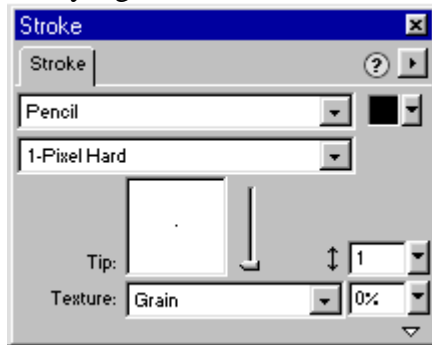 Stroke
Stroke ?
Pencil
1-Pixel Hard
Tip: 1
Texture: Grain 0%